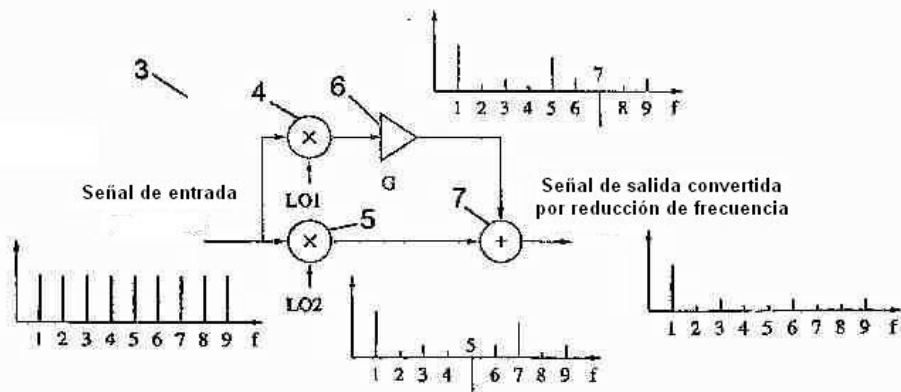 3
4
6
7
1 2 3 4 5 6 8 9 f
G
LO1
Señal de entrada
5
7
Señal de salida convertida
por reducción de frecuencia
LO2
1 2 3 4 5 6 7 8 9 f
5
1 2 3 4 6 7 8 9 f
1 2 3 4 5 6 7 8 9 f